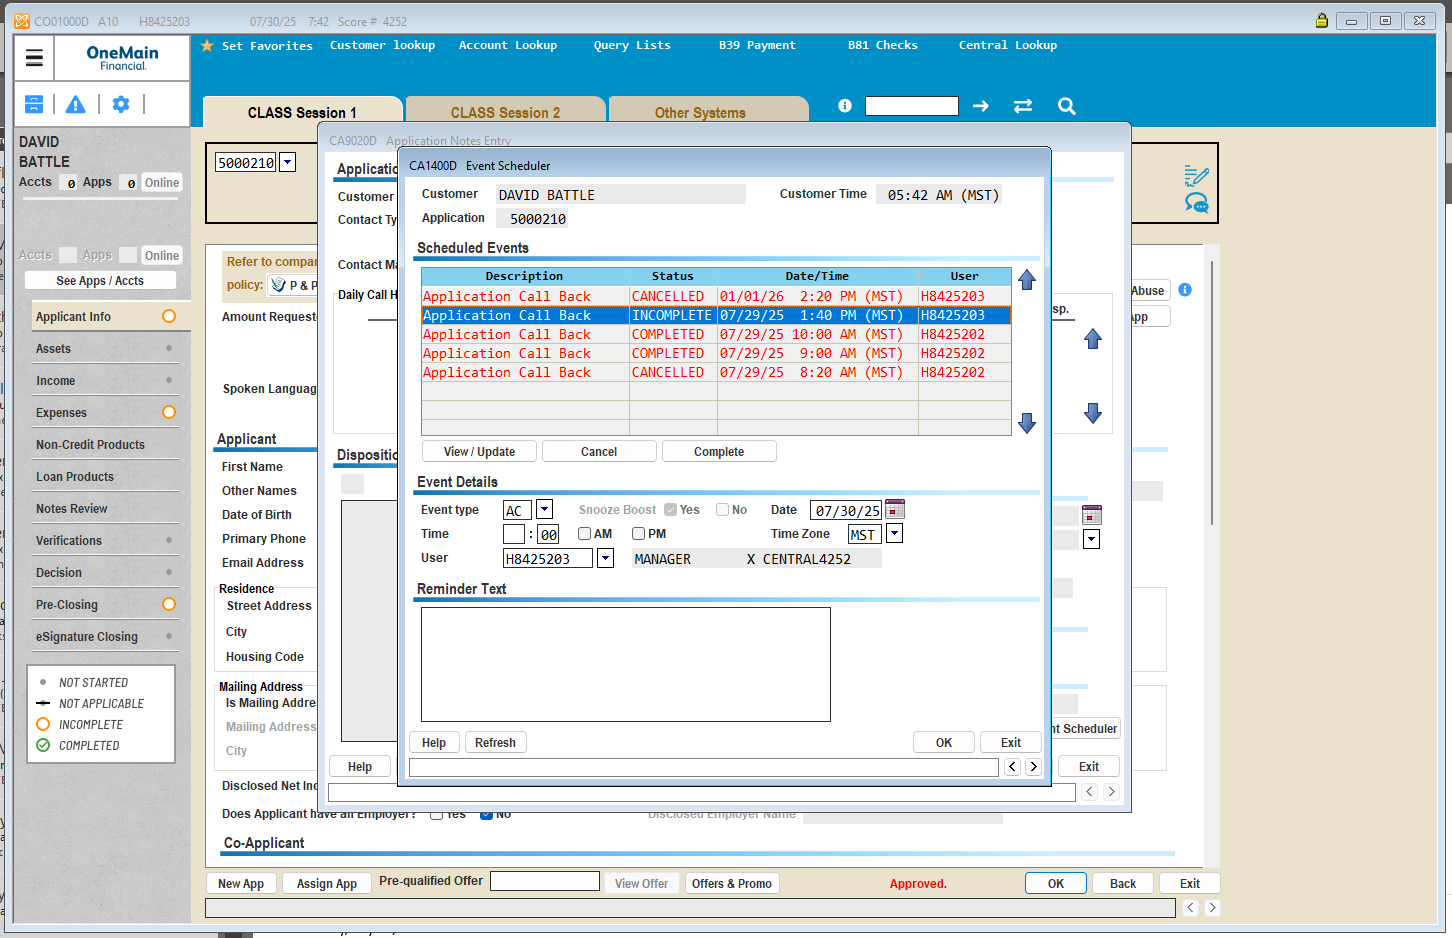 CO01000D A10 H8425203 07/30/25 7:42 Score # 4252
OneMain
Financial.
Set Favorites Customer lookup Account Lookup Query Lists B39 Payment B81 Checks Central Lookup
CLASS Session 1 CLASS Session 2 Other Systems
DAVID
BATTLE
Accts 0 Apps 0 Online
Accts Apps Online
See Apps / Accts
Applicant Info
Assets
Income
Expenses
Non-Credit Products
Loan Products
Notes Review
Verifications
Decision
Pre-Closing
eSignature Closing
NOT STARTED
NOT APPLICABLE
INCOMPLETE
COMPLETED
5000210
Refer to compar
policy: P & P
Amount Requeste
Spoken Languag
Applicant
First Name
Other Names
Date of Birth
Primary Phone
Email Address
Residence
Street Address
City
Housing Code
Mailing Address
Is Mailing Addre
Mailing Address
City
Disclosed Net Inc
Does Applicant have an Employer? Yes No Disclosed Employer Name
Co-Applicant
Abuse
App
CA9020D Application Notes Entry
Applicatio
Customer
Contact Ty
Contact Ma
Daily Call H
sp.
Dispositio
nt Scheduler
Help Exit
CA1400D Event Scheduler
Customer DAVID BATTLE Customer Time 05:42 AM (MST)
Application 5000210
Scheduled Events
Description Status Date/Time User
Application Call Back CANCELLED 01/01/26 2:20 PM (MST) H8425203
Application Call Back INCOMPLETE 07/29/25 1:40 PM (MST) H8425203
Application Call Back COMPLETED 07/29/25 10:00 AM (MST) H8425202
Application Call Back COMPLETED 07/29/25 9:00 AM (MST) H8425202
Application Call Back CANCELLED 07/29/25 8:20 AM (MST) H8425202
View / Update Cancel Complete
Event Details
Event type AC Snooze Boost Yes No Date 07/30/25
Time : 00 AM PM Time Zone MST
User H8425203 MANAGER X CENTRAL4252
Reminder Text
Help Refresh OK Exit
New App Assign App Pre-qualified Offer View Offer Offers & Promo Approved. OK Back Exit